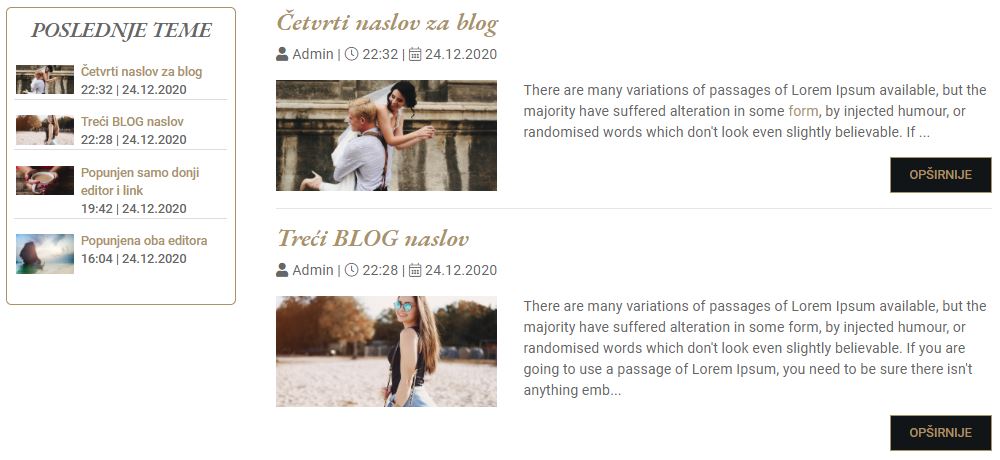 POSLEDNJE TEME
Četvrti naslov za blog
22:32 | 24.12.2020
Treći BLOG naslov
22:28 | 24.12.2020
Popunjen samo donji
editor i link
19:42 | 24.12.2020
Popunjena oba editora
16:04 | 24.12.2020
Četvrti naslov za blog
Admin | 22:32 | 24.12.2020
There are many variations of passages of Lorem Ipsum available, but the
majority have suffered alteration in some form, by injected humour, or
randomised words which don't look even slightly believable. If ...
OPŠIRNIJE
Treći BLOG naslov
Admin | 22:28 | 24.12.2020
There are many variations of passages of Lorem Ipsum available, but the
majority have suffered alteration in some form, by injected humour, or
randomised words which don't look even slightly believable. If you are
going to use a passage of Lorem Ipsum, you need to be sure there isn't
anything emb...
OPŠIRNIJE